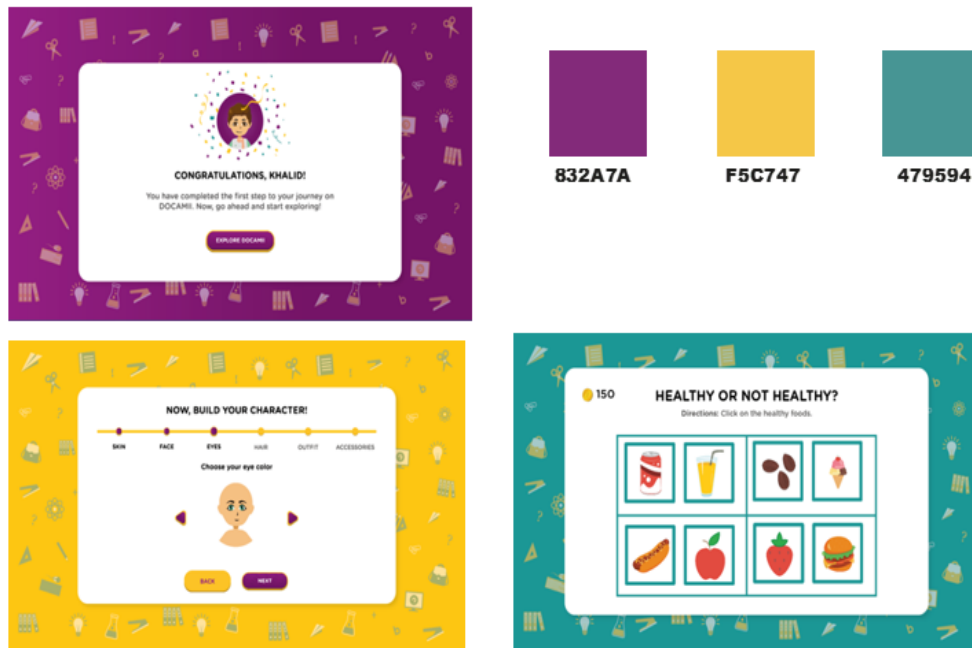 CONGRATULATIONS, KHALID!
You have completed the first step to your journey on
DOCAMII. Now, go ahead and start exploring!
EXPLORE DOCAMII
832A7A
F5C747
479594
NOW, BUILD YOUR CHARACTER!
SKIN FACE EYES HAIR OUTFIT ACCESSORIES
Choose your eye color
BACK NEXT
150
HEALTHY OR NOT HEALTHY?
Directions: Click on the healthy foods.